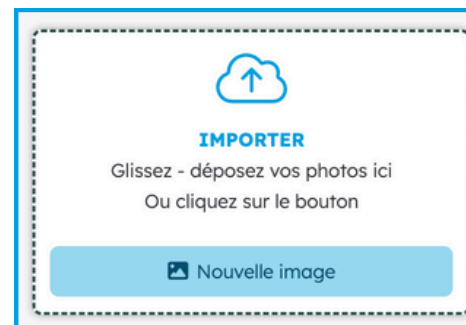 IMPORTER
Glissez - déposez vos photos ici
Ou cliquez sur le bouton
Nouvelle image